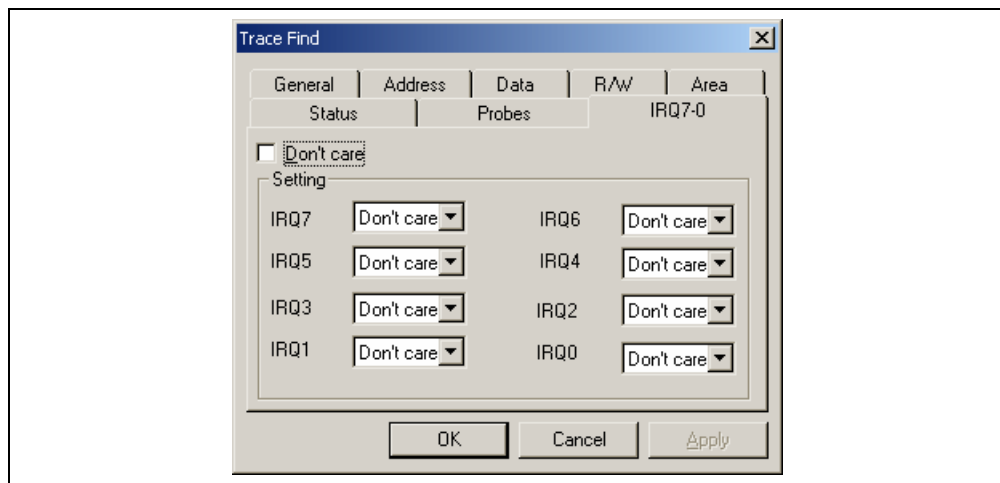 Trace Find
General Address Data R/W Area
Status Probes IRQ7-0
Don't care
Setting
IRQ7 Don't care IRQ6 Don't care
IRQ5 Don't care IRQ4 Don't care
IRQ3 Don't care IRQ2 Don't care
IRQ1 Don't care IRQ0 Don't care
OK Cancel Apply